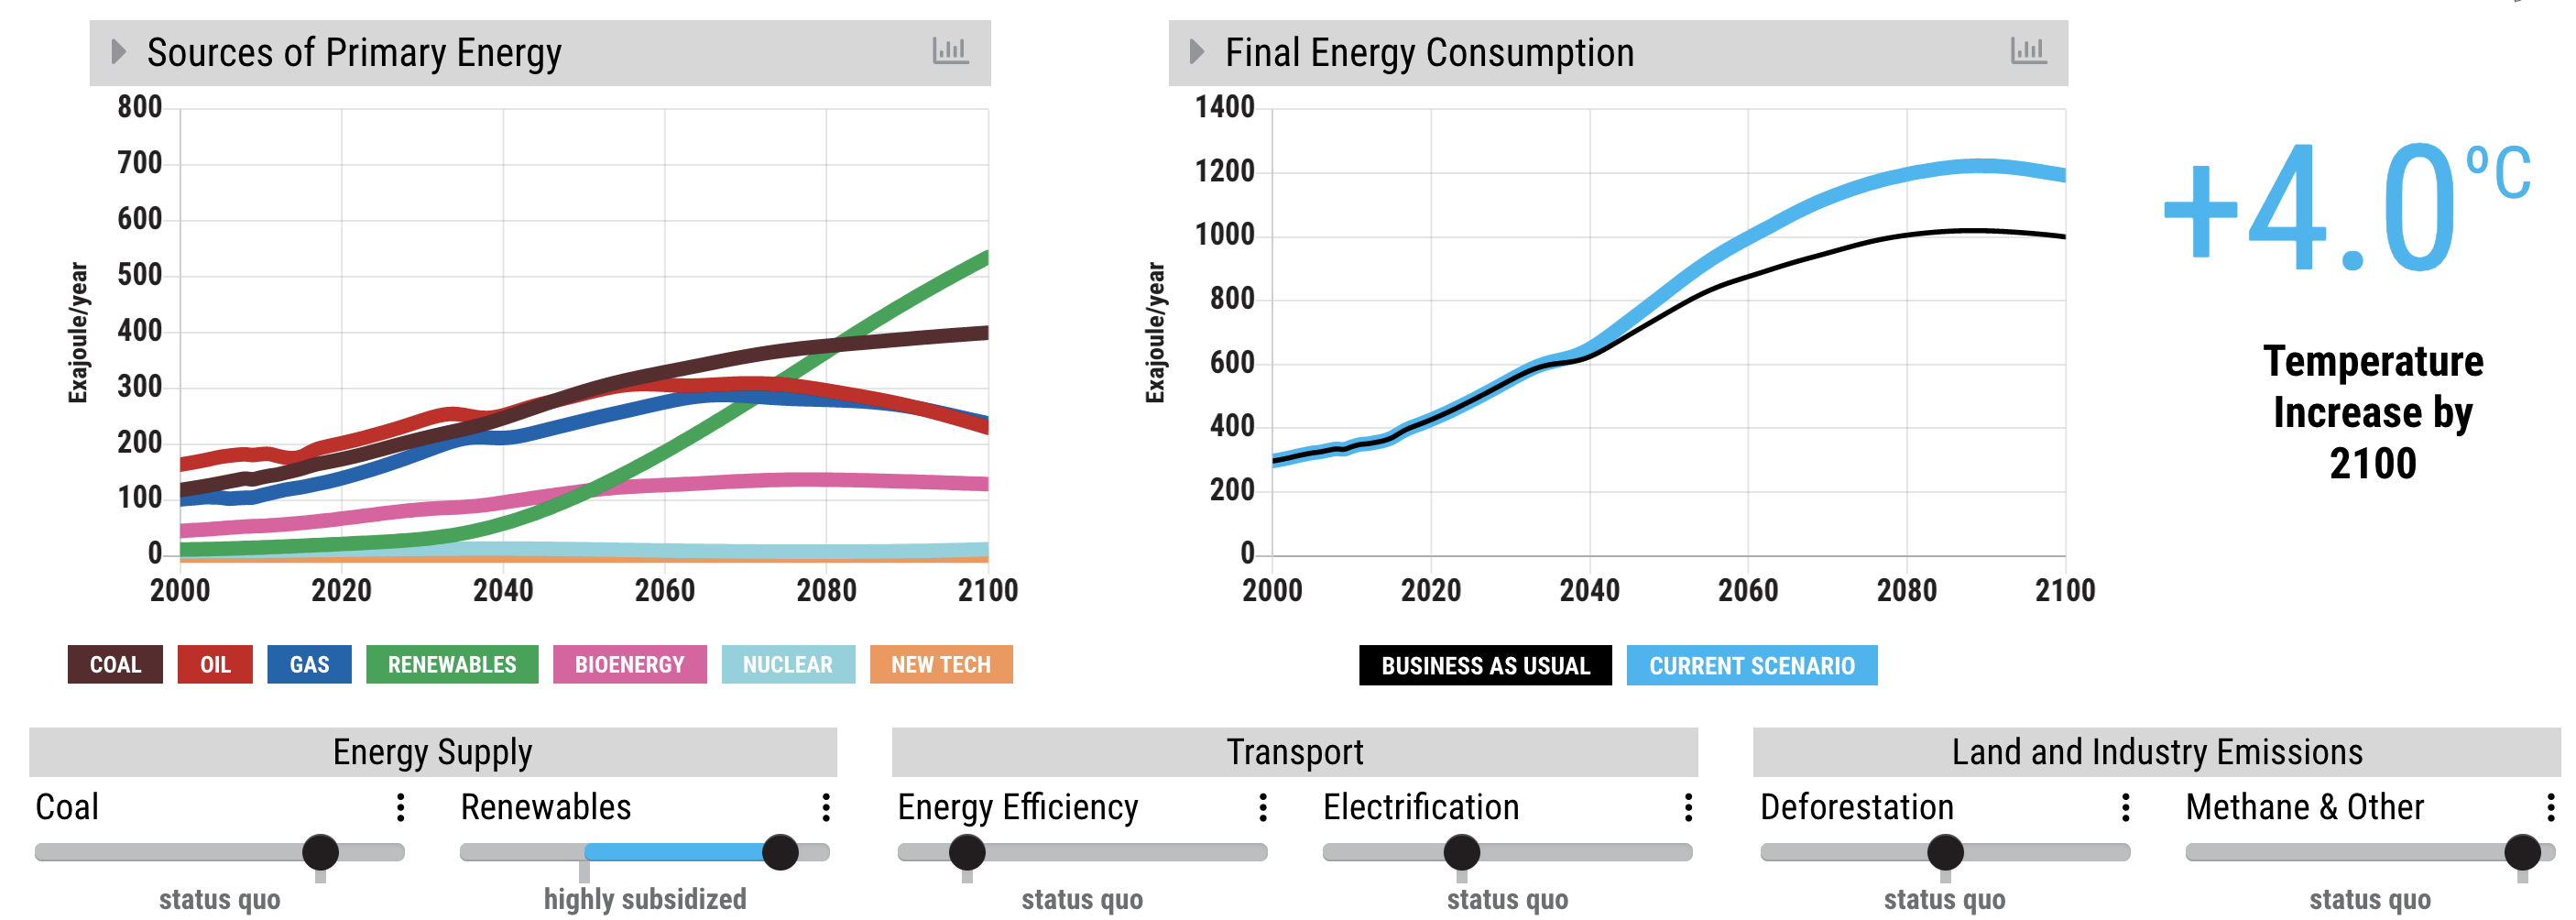 Sources of Primary Energy
800
700
600
500
400
300
200
100
0
Exajoule/year
2000 2020 2040 2060 2080 2100
COAL OIL GAS RENEWABLES BIOENERGY NUCLEAR NEW TECH
Final Energy Consumption
1400
1200
1000
800
600
400
200
0
Exajoule/year
2000 2020 2040 2060 2080 2100
BUSINESS AS USUAL CURRENT SCENARIO
+4.0ºC
Temperature
Increase by
2100
Energy Supply
Coal
status quo
Renewables
highly subsidized
Transport
Energy Efficiency
status quo
Electrification
status quo
Land and Industry Emissions
Deforestation
status quo
Methane & Other
status quo